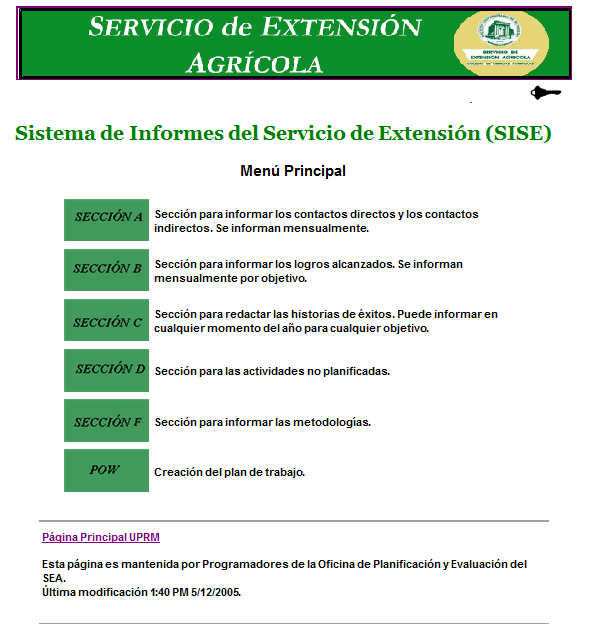 SERVICIO de EXTENSIÓN
AGRÍCOLA
SERVICIO DE
EXTENSION AGRICOLA
Sistema de Informes del Servicio de Extensión (SISE)
Menú Principal
SECCIÓN A
Sección para informar los contactos directos y los contactos
indirectos. Se informan mensualmente.
SECCIÓN B
Sección para informar los logros alcanzados. Se informan
mensualmente por objetivo.
SECCIÓN C
Sección para redactar las historias de éxitos. Puede informar en
cualquier momento del año para cualquier objetivo.
SECCIÓN D
Sección para las actividades no planificadas.
SECCIÓN F
Sección para informar las metodologías.
POW
Creación del plan de trabajo.
Página Principal UPRM
Esta página es mantenida por Programadores de la Oficina de Planificación y Evaluación del
SEA.
Última modificación 1:40 PM 5/12/2005.